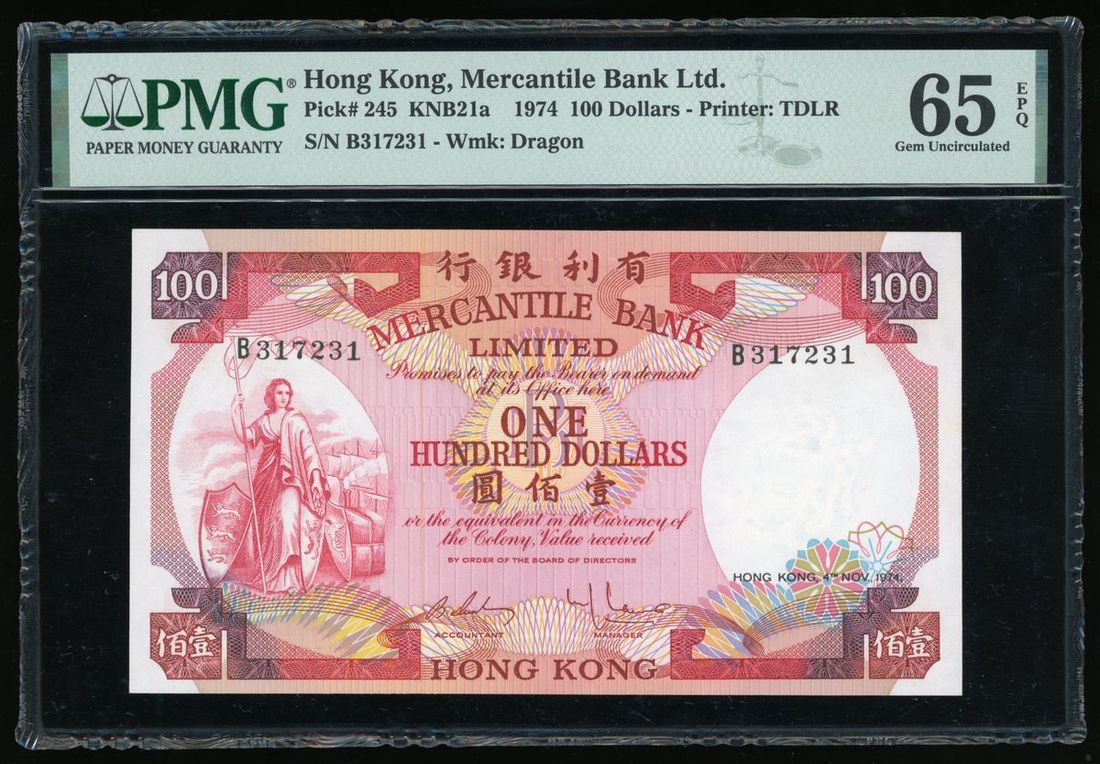 PMG®
PAPER MONEY GUARANTY
Hong Kong, Mercantile Bank Ltd.
Pick# 245 KNB21a 1974 100 Dollars - Printer: TDLR
S/N B317231 - Wmk: Dragon
65 EPQ
Gem Uncirculated
行銀利有
100
100
MERCANTILE BANK
LIMITED
B317231
B317231
Promises to pay the Bearer on demand
at its Office here
ONE
HUNDRED DOLLARS
圓佰壹
or the equivalent in the Currency of
the Colony, Value received
BY ORDER OF THE BOARD OF DIRECTORS
HONG KONG, 4TH NOV., 1974.
ACCOUNTANT
MANAGER
佰壹
佰壹
HONG KONG